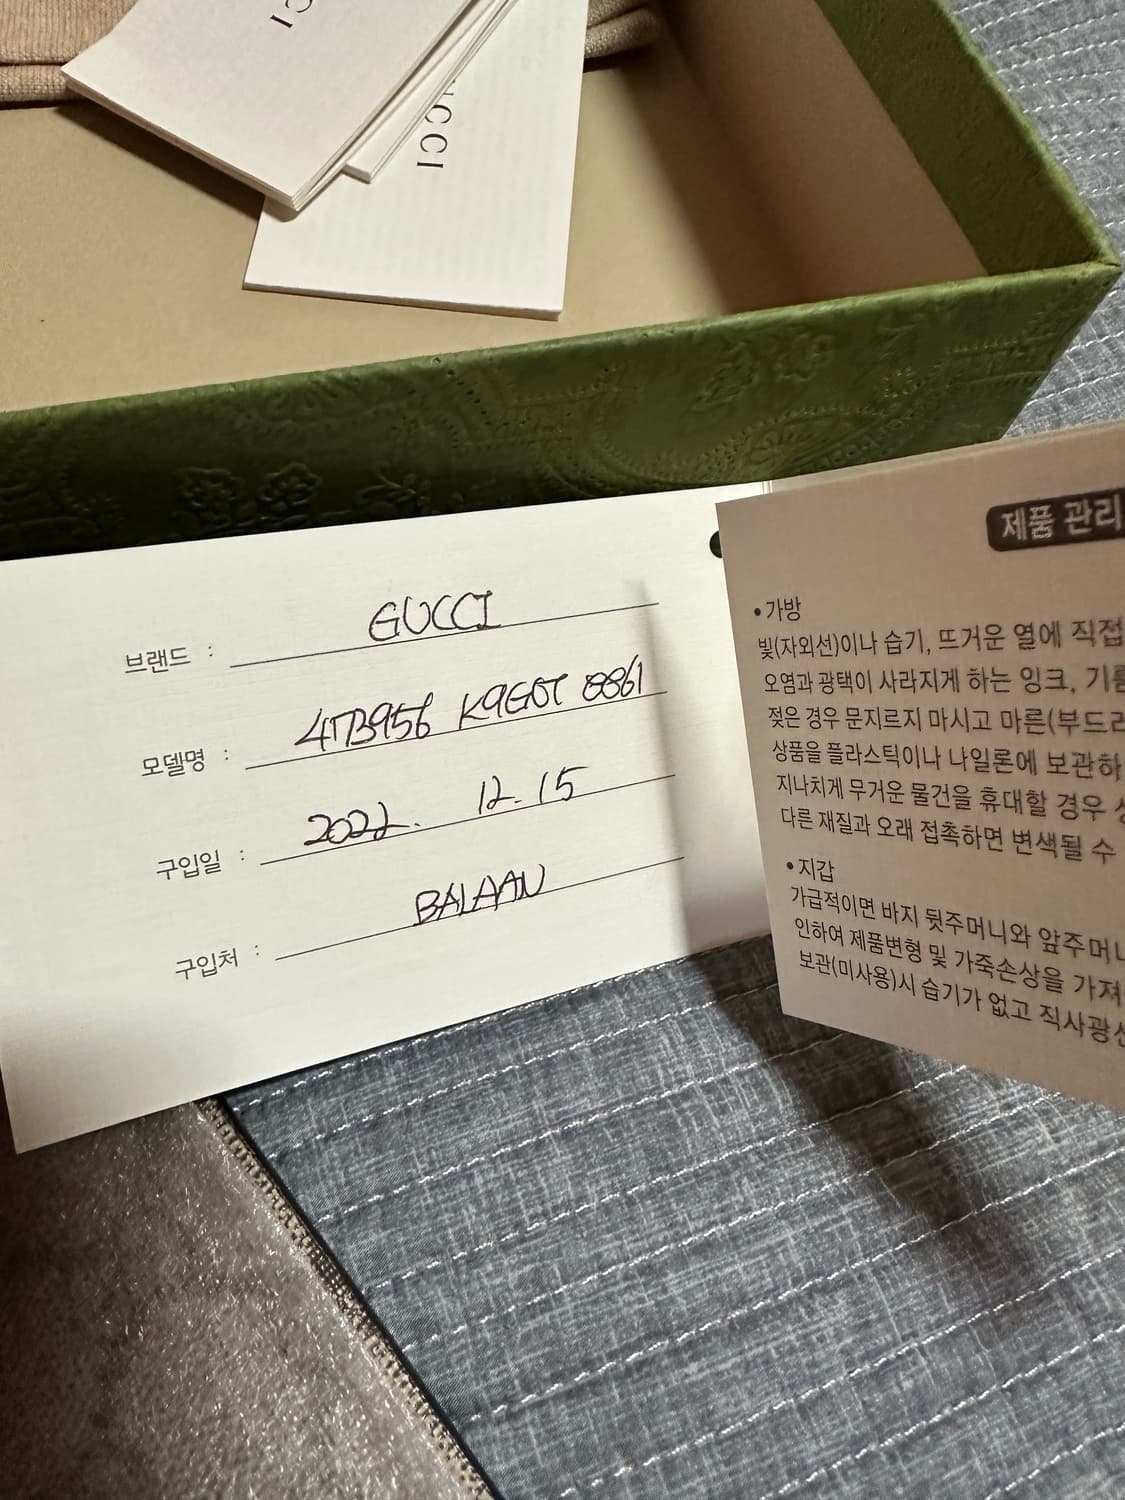 CCI
UCCI
브랜드 : GUCCI
모델명 : 473956 K9GOT 8861
구입일 : 2022. 12. 15
구입처 : BALAAN
제품 관리
• 가방
빛(자외선)이나 습기, 뜨거운 열에 직접
오염과 광택이 사라지게 하는 잉크, 기름
젖은 경우 문지르지 마시고 마른(부드러
상품을 플라스틱이나 나일론에 보관하
지나치게 무거운 물건을 휴대할 경우
다른 재질과 오래 접촉하면 변색될 수
• 지갑
가급적이면 바지 뒷주머니와 앞주머니
인하여 제품변형 및 가죽손상을 가져
보관(미사용)시 습기가 없고 직사광선